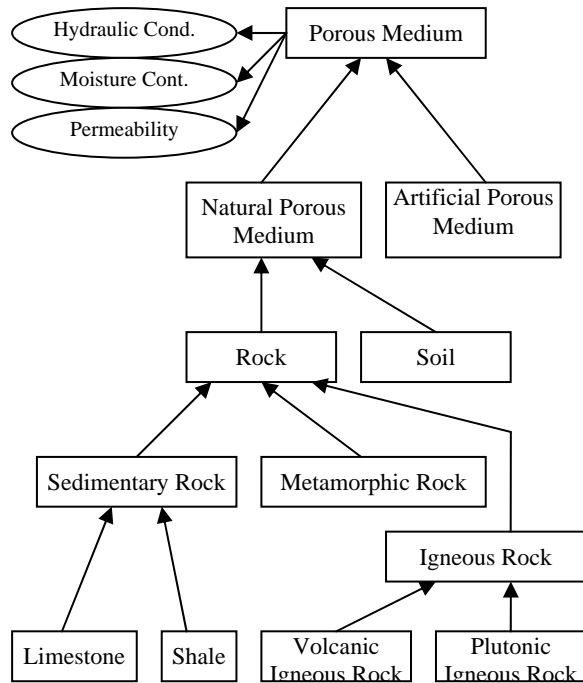 Hydraulic Cond.
Porous Medium
Moisture Cont.
Permeability
Natural Porous
Medium
Artificial Porous
Medium
Rock
Soil
Sedimentary Rock
Metamorphic Rock
Igneous Rock
Limestone
Shale
Volcanic
Igneous Rock
Plutonic
Igneous Rock